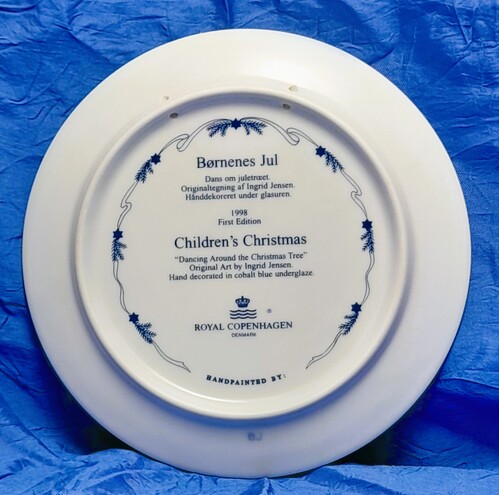 Børnenes Jul
Dans om juletræet.
Originaltegning af Ingrid Jensen.
Hånddekoreret under glasuren.
1998
First Edition
Children's Christmas
"Dancing Around the Christmas Tree"
Original Art by Ingrid Jensen.
Hand decorated in cobalt blue underglaze.
®
ROYAL COPENHAGEN
DENMARK
HANDPAINTED BY: